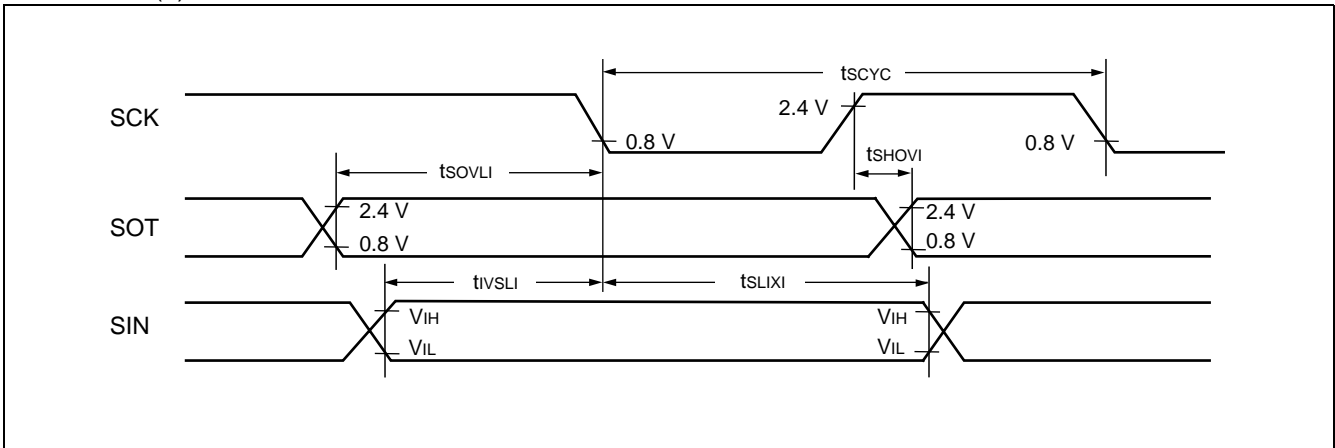 (
tSCYC
SCK
2.4 V
0.8 V
0.8 V
tSHOVI
tSOVLI
SOT
2.4 V
0.8 V
2.4 V
0.8 V
tIVSLI
tSLIXI
SIN
VIH
VIL
VIH
VIL